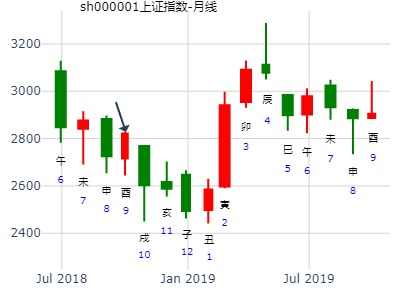 sh000001上证指数-月线
3200
3000
2800
2600
2400
午
6
未
7
申
8
酉
9
戌
10
亥
11
子
12
丑
1
寅
2
卯
3
辰
4
巳
5
午
6
未
7
申
8
酉
9
Jul 2018
Jan 2019
Jul 2019